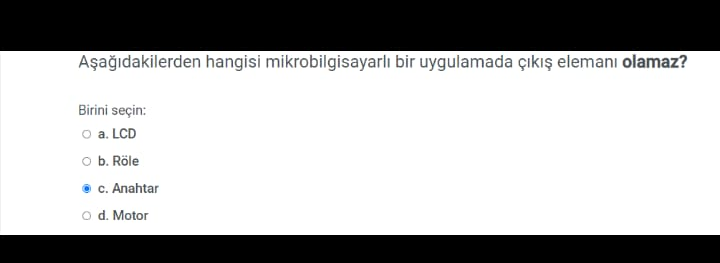 Aşağıdakilerden hangisi mikrobilgisayarlı bir uygulamada çıkış elemanı olamaz?
Birini seçin:
a. LCD
b. Röle
c. Anahtar
d. Motor